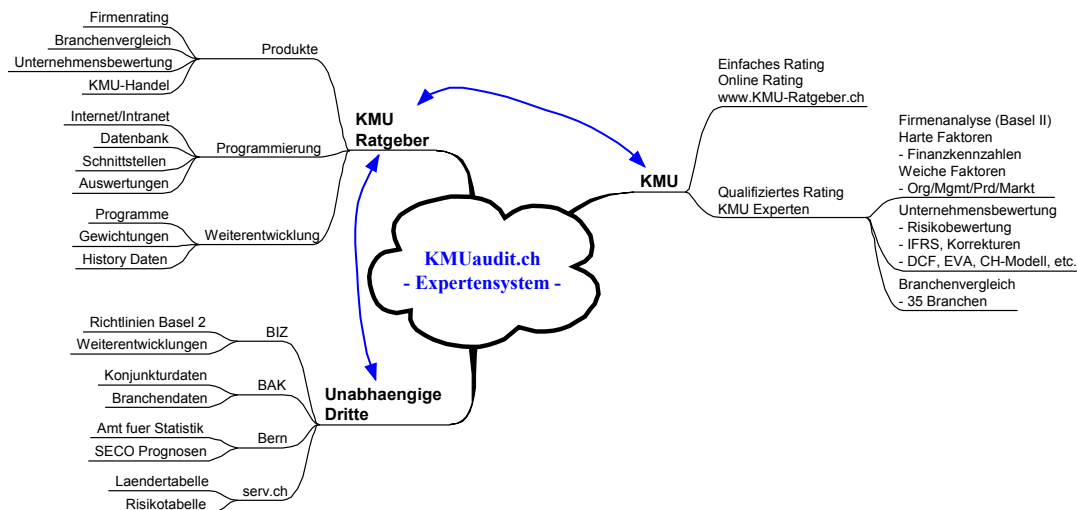 Firmenrating
Branchenvergleich
Unternehmensbewertung
KMU-Handel
Produkte
Internet/Intranet
Datenbank
Schnittstellen
Auswertungen
Programmierung
Programme
Gewichtungen
History Daten
Weiterentwicklung
KMU
Ratgeber
KMU
Einfaches Rating
Online Rating
www.KMU-Ratgeber.ch
Qualifiziertes Rating
KMU Experten
Firmenanalyse (Basel II)
Harte Faktoren
- Finanzkennzahlen
Weiche Faktoren
- Org/Mgmt/Prd/Markt
Unternehmensbewertung
- Risikobewertung
- IFRS, Korrekturen
- DCF, EVA, CH-Modell, etc.
Branchenvergleich
- 35 Branchen
KMUaudit.ch
- Expertensystem -
Richtlinien Basel 2
Weiterentwicklungen
BIZ
Konjunkturdaten
Branchendaten
BAK
Amt fuer Statistik
SECO Prognosen
Bern
Laendertabelle
Risikotabelle
serv.ch
Unabhaengige
Dritte